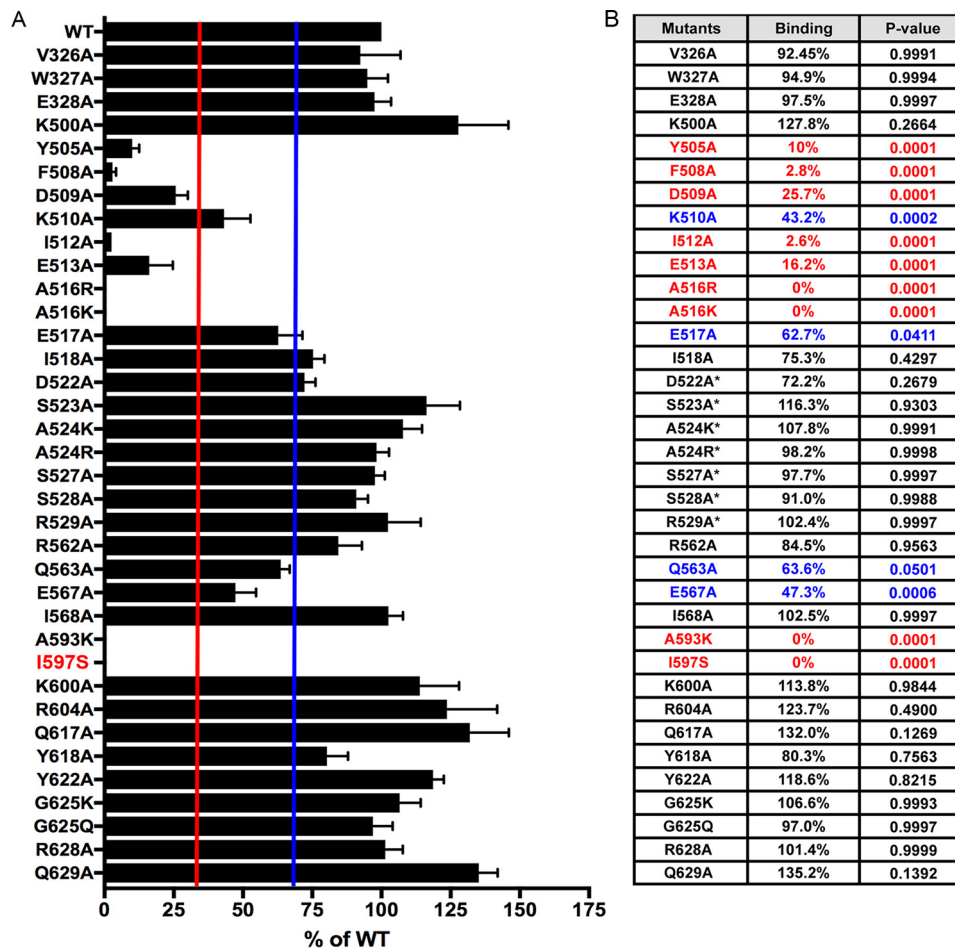 A
WT
V326A
W327A
E328A
K500A
Y505A
F508A
D509A
K510A
I512A
E513A
A516R
A516K
E517A
I518A
D522A
S523A
A524K
A524R
S527A
S528A
R529A
R562A
Q563A
E567A
I568A
A593K
I597S
K600A
R604A
Q617A
Y618A
Y622A
G625K
G625Q
R628A
Q629A
0 25 50 75 100 125 150 175
% of WT
B
Mutants Binding P-value
V326A 92.45% 0.9991
W327A 94.9% 0.9994
E328A 97.5% 0.9997
K500A 127.8% 0.2664
Y505A 10% 0.0001
F508A 2.8% 0.0001
D509A 25.7% 0.0001
K510A 43.2% 0.0002
I512A 2.6% 0.0001
E513A 16.2% 0.0001
A516R 0% 0.0001
A516K 0% 0.0001
E517A 62.7% 0.0411
I518A 75.3% 0.4297
D522A* 72.2% 0.2679
S523A* 116.3% 0.9303
A524K* 107.8% 0.9991
A524R* 98.2% 0.9998
S527A* 97.7% 0.9997
S528A* 91.0% 0.9988
R529A* 102.4% 0.9997
R562A 84.5% 0.9563
Q563A 63.6% 0.0501
E567A 47.3% 0.0006
I568A 102.5% 0.9997
A593K 0% 0.0001
I597S 0% 0.0001
K600A 113.8% 0.9844
R604A 123.7% 0.4900
Q617A 132.0% 0.1269
Y618A 80.3% 0.7563
Y622A 118.6% 0.8215
G625K 106.6% 0.9993
G625Q 97.0% 0.9997
R628A 101.4% 0.9999
Q629A 135.2% 0.1392